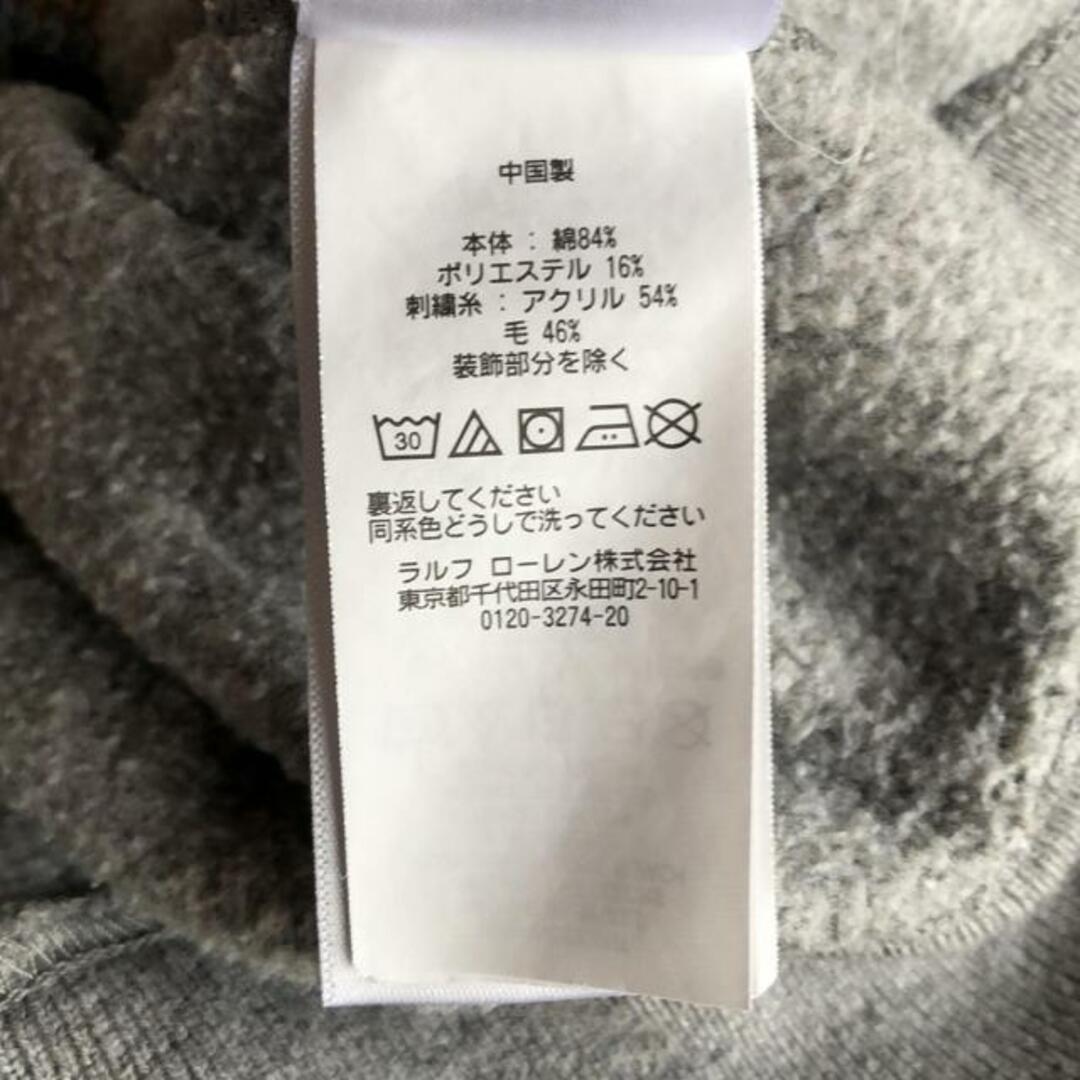 中国製
本体 : 綿84%
ポリエステル 16%
刺繍糸 : アクリル 54%
毛 46%
装飾部分を除く
30
裏返してください
同系色どうしで洗ってください
ラルフ ローレン株式会社
東京都千代田区永田町2-10-1
0120-3274-20